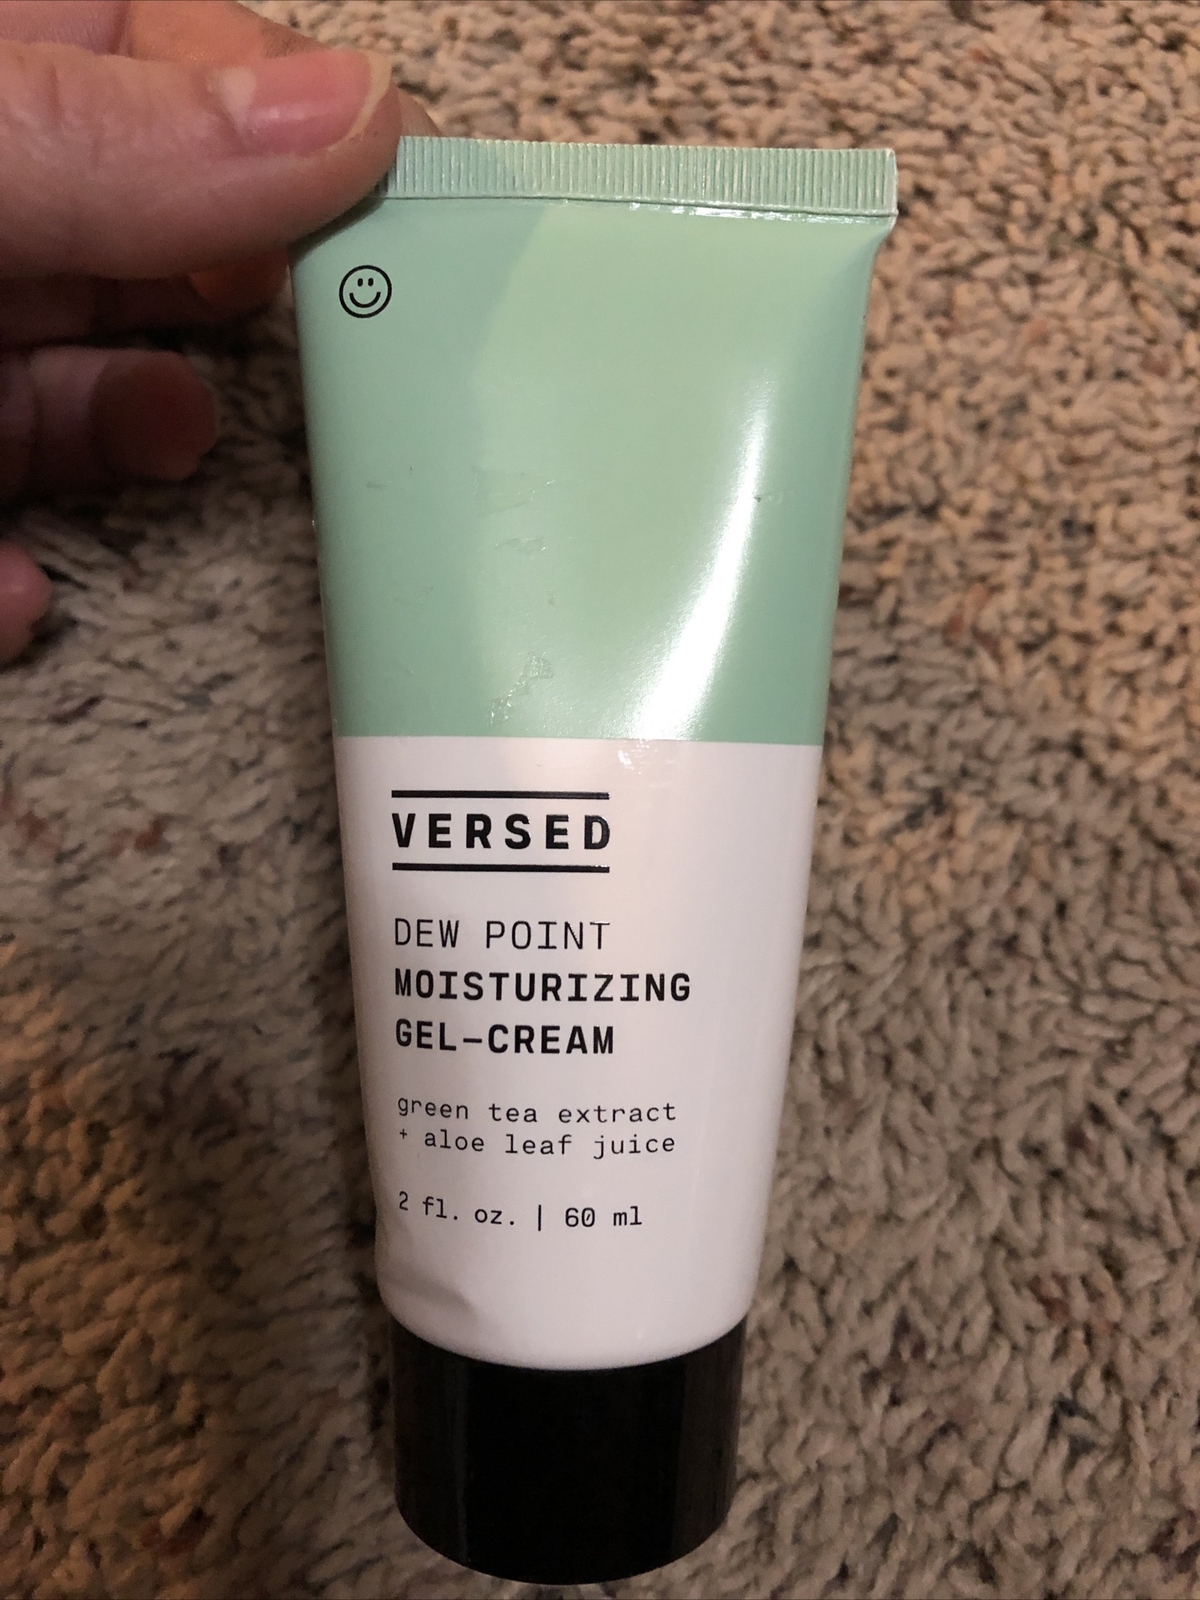 VERSED
DEW POINT
MOISTURIZING
GEL-CREAM
green tea extract
+ aloe leaf juice
2 fl. oz. | 60 ml